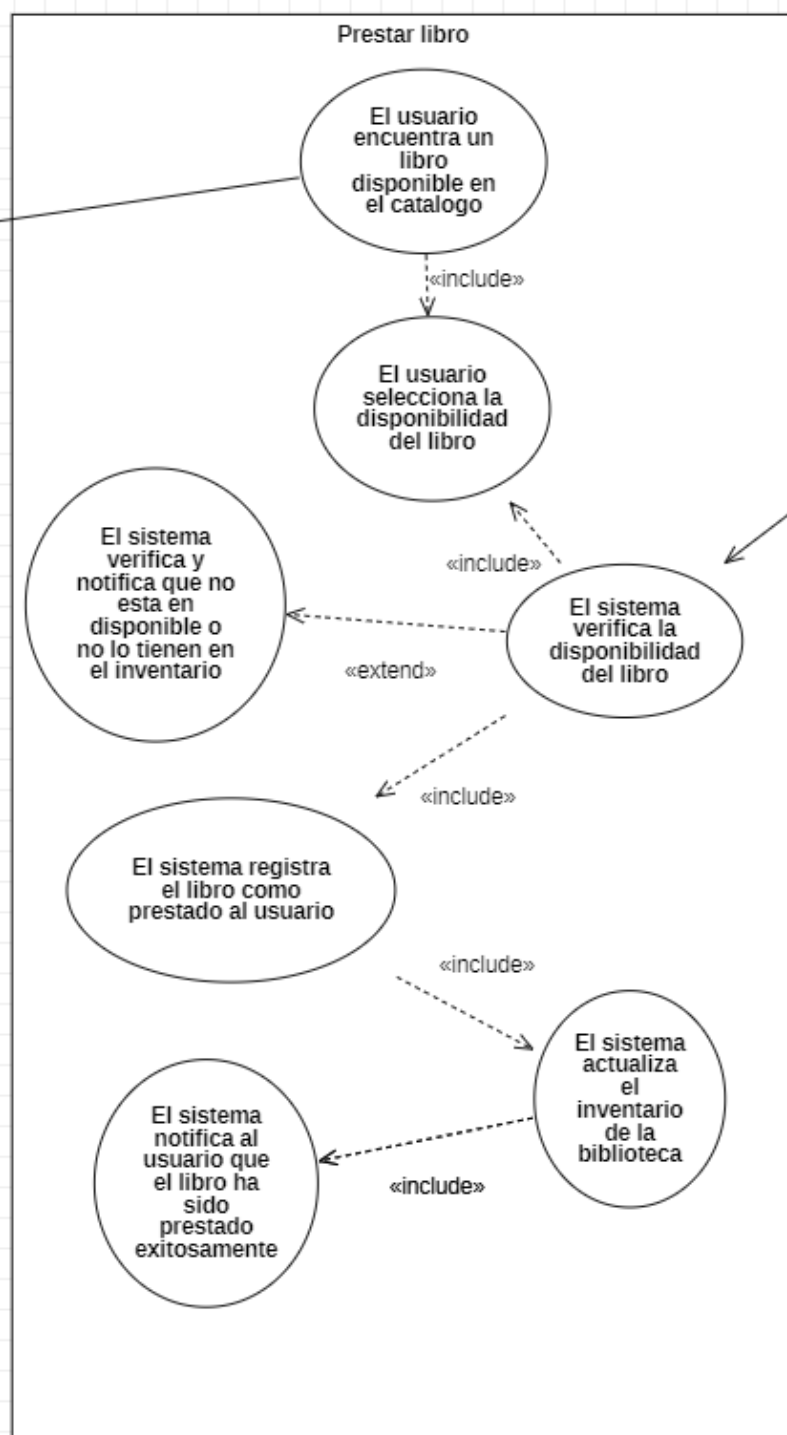 Prestar libro
El usuario
encuentra un
libro
disponible en
el catalogo
«include»
El usuario
selecciona la
disponibilidad
del libro
«include»
El sistema
verifica y
notifica que no
esta en
disponible o
no lo tienen en
el inventario
El sistema
verifica la
disponibilidad
del libro
«extend»
«include»
El sistema registra
el libro como
prestado al usuario
«include»
El sistema
actualiza
el
inventario
de la
biblioteca
El sistema
notifica al
usuario que
el libro ha
sido
prestado
exitosamente
«include»